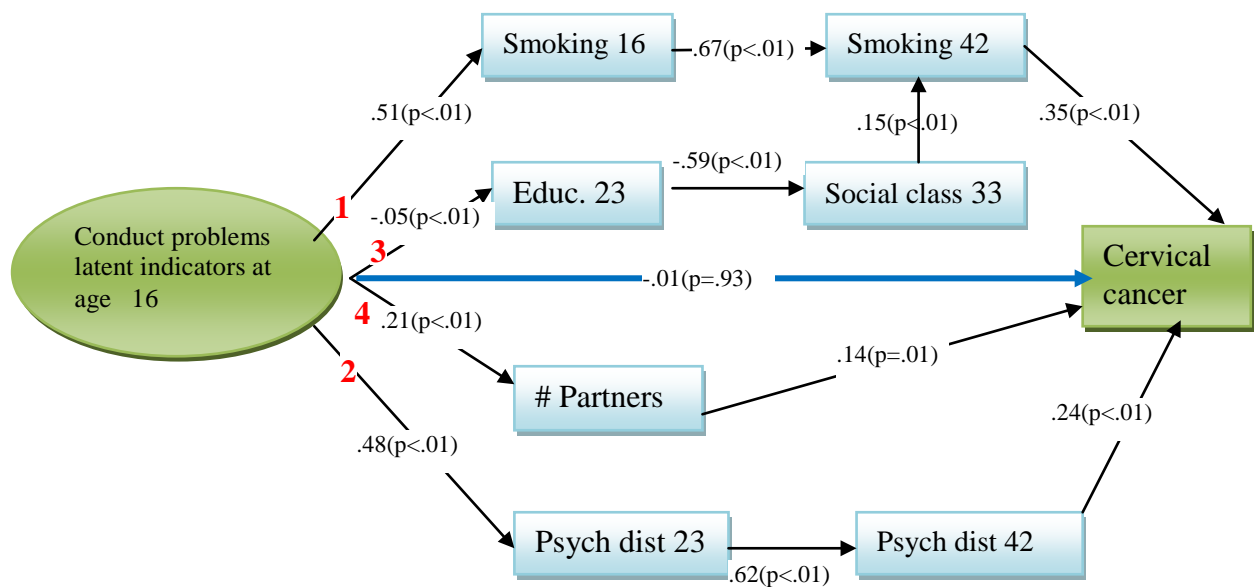 Smoking 16
.67(p<.01)
Smoking 42
.51(p<.01)
.15(p<.01)
.35(p<.01)
-.59(p<.01)
Educ. 23
Social class 33
1
-.05(p<.01)
3
Conduct problems
latent indicators at
age 16
-.01(p=.93)
Cervical
cancer
4
.21(p<.01)
2
.14(p=.01)
# Partners
.24(p<.01)
.48(p<.01)
Psych dist 23
Psych dist 42
.62(p<.01)